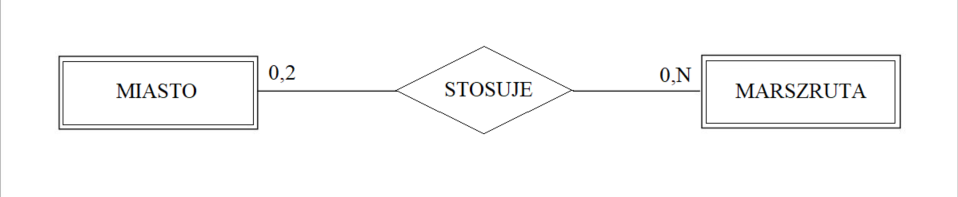 MIASTO
0,2
STOSUJE
0,N
MARSZRUTA